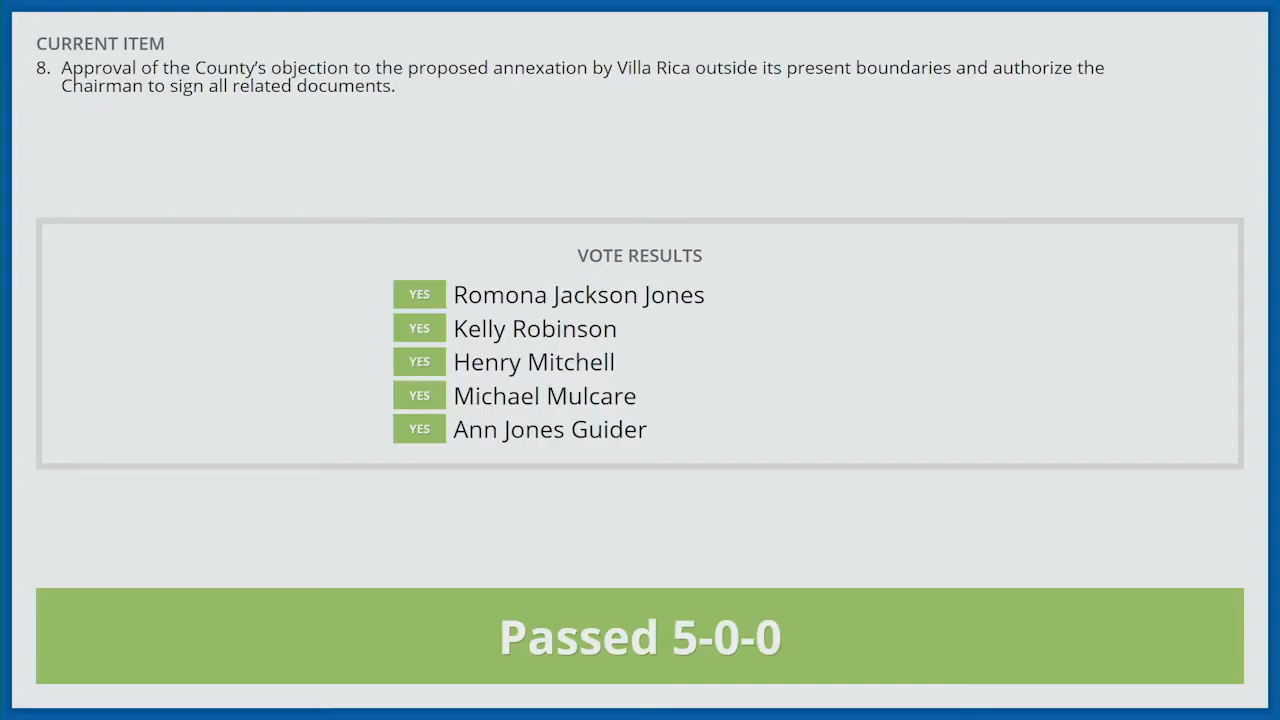 CURRENT ITEM
8. Approval of the County’s objection to the proposed annexation by Villa Rica outside its present boundaries and authorize the
Chairman to sign all related documents.
VOTE RESULTS
YES Romona Jackson Jones
YES Kelly Robinson
YES Henry Mitchell
YES Michael Mulcare
YES Ann Jones Guider
Passed 5-0-0